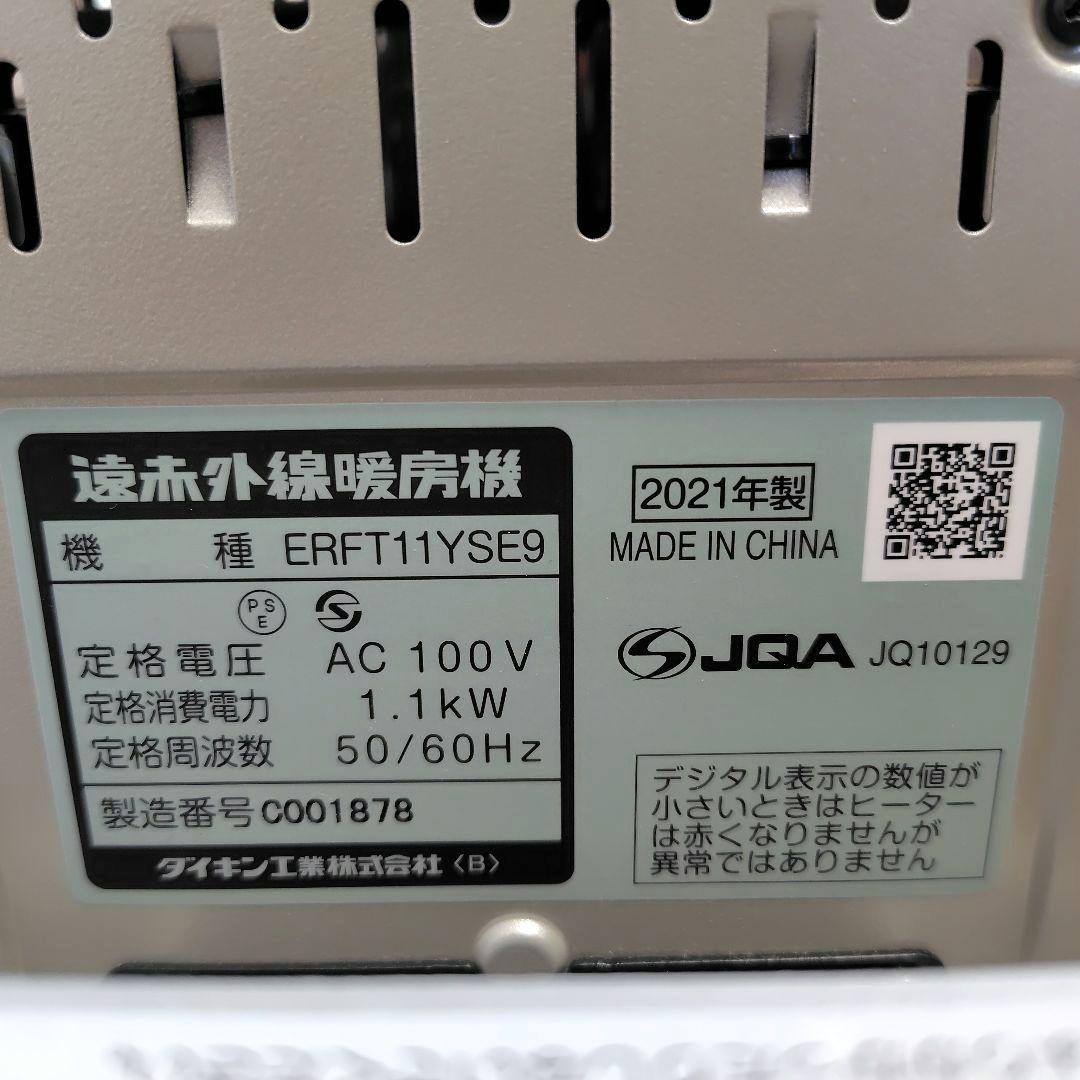 遠赤外線暖房機
機種 ERFT11YSE9
PSE
定格電圧 AC 100V
定格消費電力 1.1kW
定格周波数 50/60Hz
製造番号 C001878
ダイキン工業株式会社〈B〉
2021年製
MADE IN CHINA
JQA JQ10129
デジタル表示の数値が
小さいときはヒーター
は赤くなりませんが
異常ではありません